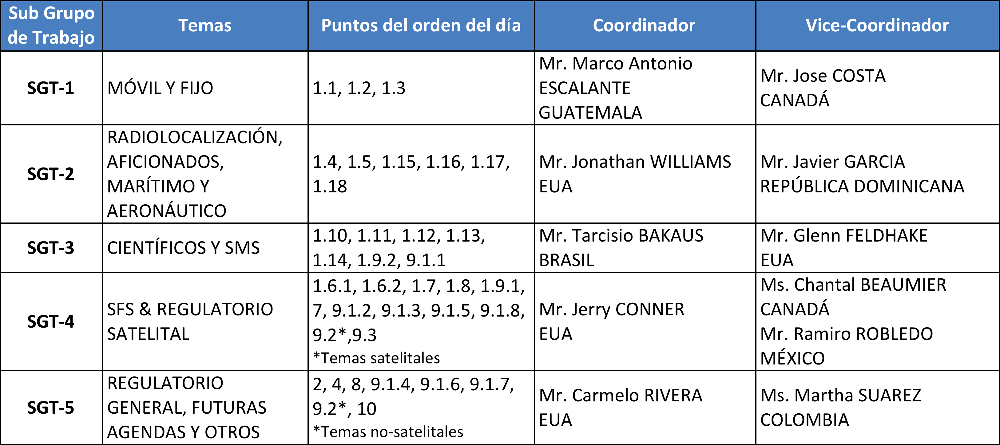 Sub Grupo
de Trabajo
Temas
Puntos del orden del día
Coordinador
Vice-Coordinador
SGT-1
MÓVIL Y FIJO
1.1, 1.2, 1.3
Mr. Marco Antonio
ESCALANTE
GUATEMALA
Mr. Jose COSTA
CANADÁ
SGT-2
RADIOLOCALIZACIÓN,
AFICIONADOS,
MARÍTIMO Y
AERONÁUTICO
1.4, 1.5, 1.15, 1.16, 1.17,
1.18
Mr. Jonathan WILLIAMS
EUA
Mr. Javier GARCIA
REPÚBLICA DOMINICANA
SGT-3
CIENTÍFICOS Y SMS
1.10, 1.11, 1.12, 1.13,
1.14, 1.9.2, 9.1.1
Mr. Tarcisio BAKAUS
BRASIL
Mr. Glenn FELDHAKE
EUA
SGT-4
SFS & REGULATORIO
SATELITAL
1.6.1, 1.6.2, 1.7, 1.8, 1.9.1,
7, 9.1.2, 9.1.3, 9.1.5, 9.1.8,
9.2*,9.3
*Temas satelitales
Mr. Jerry CONNER
EUA
Ms. Chantal BEAUMIER
CANADÁ
Mr. Ramiro ROBLEDO
MÉXICO
SGT-5
REGULATORIO
GENERAL, FUTURAS
AGENDAS Y OTROS
2, 4, 8, 9.1.4, 9.1.6, 9.1.7,
9.2*, 10
*Temas no-satelitales
Mr. Carmelo RIVERA
EUA
Ms. Martha SUAREZ
COLOMBIA